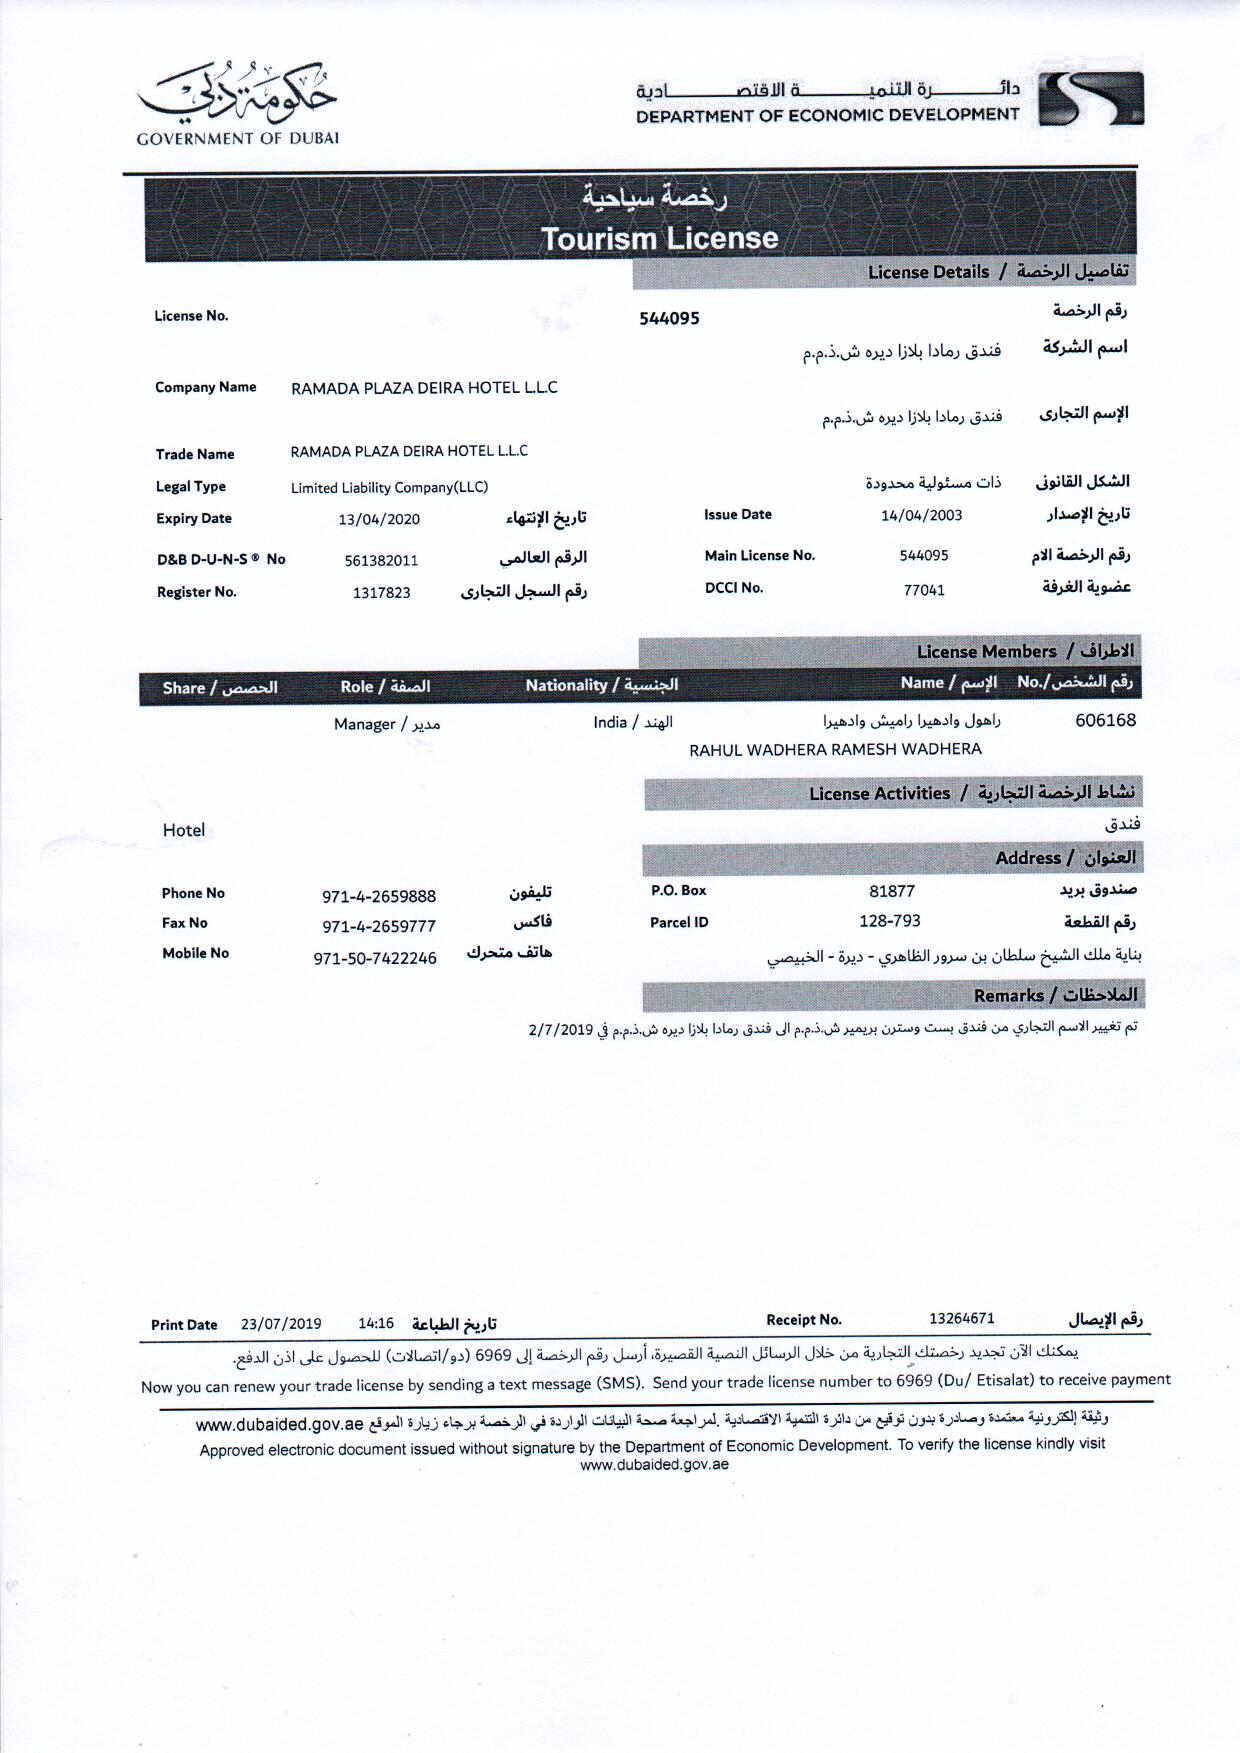 حكومة دبي
GOVERNMENT OF DUBAI
دائرة التنمية الاقتصادية
DEPARTMENT OF ECONOMIC DEVELOPMENT
رخصة سياحية
Tourism License
License Details / تفاصيل الرخصة
License No. 544095 رقم الرخصة
اسم الشركة فندق رمادا بلازا ديره ش.ذ.م.م
Company Name RAMADA PLAZA DEIRA HOTEL L.L.C
الإسم التجارى فندق رمادا بلازا ديره ش.ذ.م.م
Trade Name RAMADA PLAZA DEIRA HOTEL L.L.C
Legal Type Limited Liability Company(LLC) ذات مسئولية محدودة الشكل القانونى
Expiry Date 13/04/2020 تاريخ الإنتهاء Issue Date 14/04/2003 تاريخ الإصدار
D&B D-U-N-S ® No 561382011 الرقم العالمي Main License No. 544095 رقم الرخصة الام
Register No. 1317823 رقم السجل التجارى DCCI No. 77041 عضوية الغرفة
License Members / الاطراف
Share / الحصص Role / الصفة Nationality / الجنسية Name / الإسم No./رقم الشخص
Manager / مدير India / الهند راهول وادهيرا راميش وادهيرا 606168
RAHUL WADHERA RAMESH WADHERA
License Activities / نشاط الرخصة التجارية
Hotel فندق
Address / العنوان
Phone No 971-4-2659888 تليفون P.O. Box 81877 صندوق بريد
Fax No 971-4-2659777 فاكس Parcel ID 128-793 رقم القطعة
Mobile No 971-50-7422246 هاتف متحرك بناية ملك الشيخ سلطان بن سرور الظاهري - ديرة - الخبيصي
Remarks / الملاحظات
تم تغيير الاسم التجاري من فندق بست وسترن بريمير ش.ذ.م.م الى فندق رمادا بلازا ديره ش.ذ.م.م في 2/7/2019
Print Date 23/07/2019 14:16 تاريخ الطباعة Receipt No. 13264671 رقم الإيصال
يمكنك الآن تجديد رخصتك التجارية من خلال الرسائل النصية القصيرة، أرسل رقم الرخصة إلى 6969 (دو/اتصالات) للحصول على اذن الدفع.
Now you can renew your trade license by sending a text message (SMS). Send your trade license number to 6969 (Du/ Etisalat) to receive payment
وثيقة إلكترونية معتمدة وصادرة بدون توقيع من دائرة التنمية الاقتصادية .لمراجعة صحة البيانات الواردة في الرخصة برجاء زيارة الموقع www.dubaided.gov.ae
Approved electronic document issued without signature by the Department of Economic Development. To verify the license kindly visit
www.dubaided.gov.ae